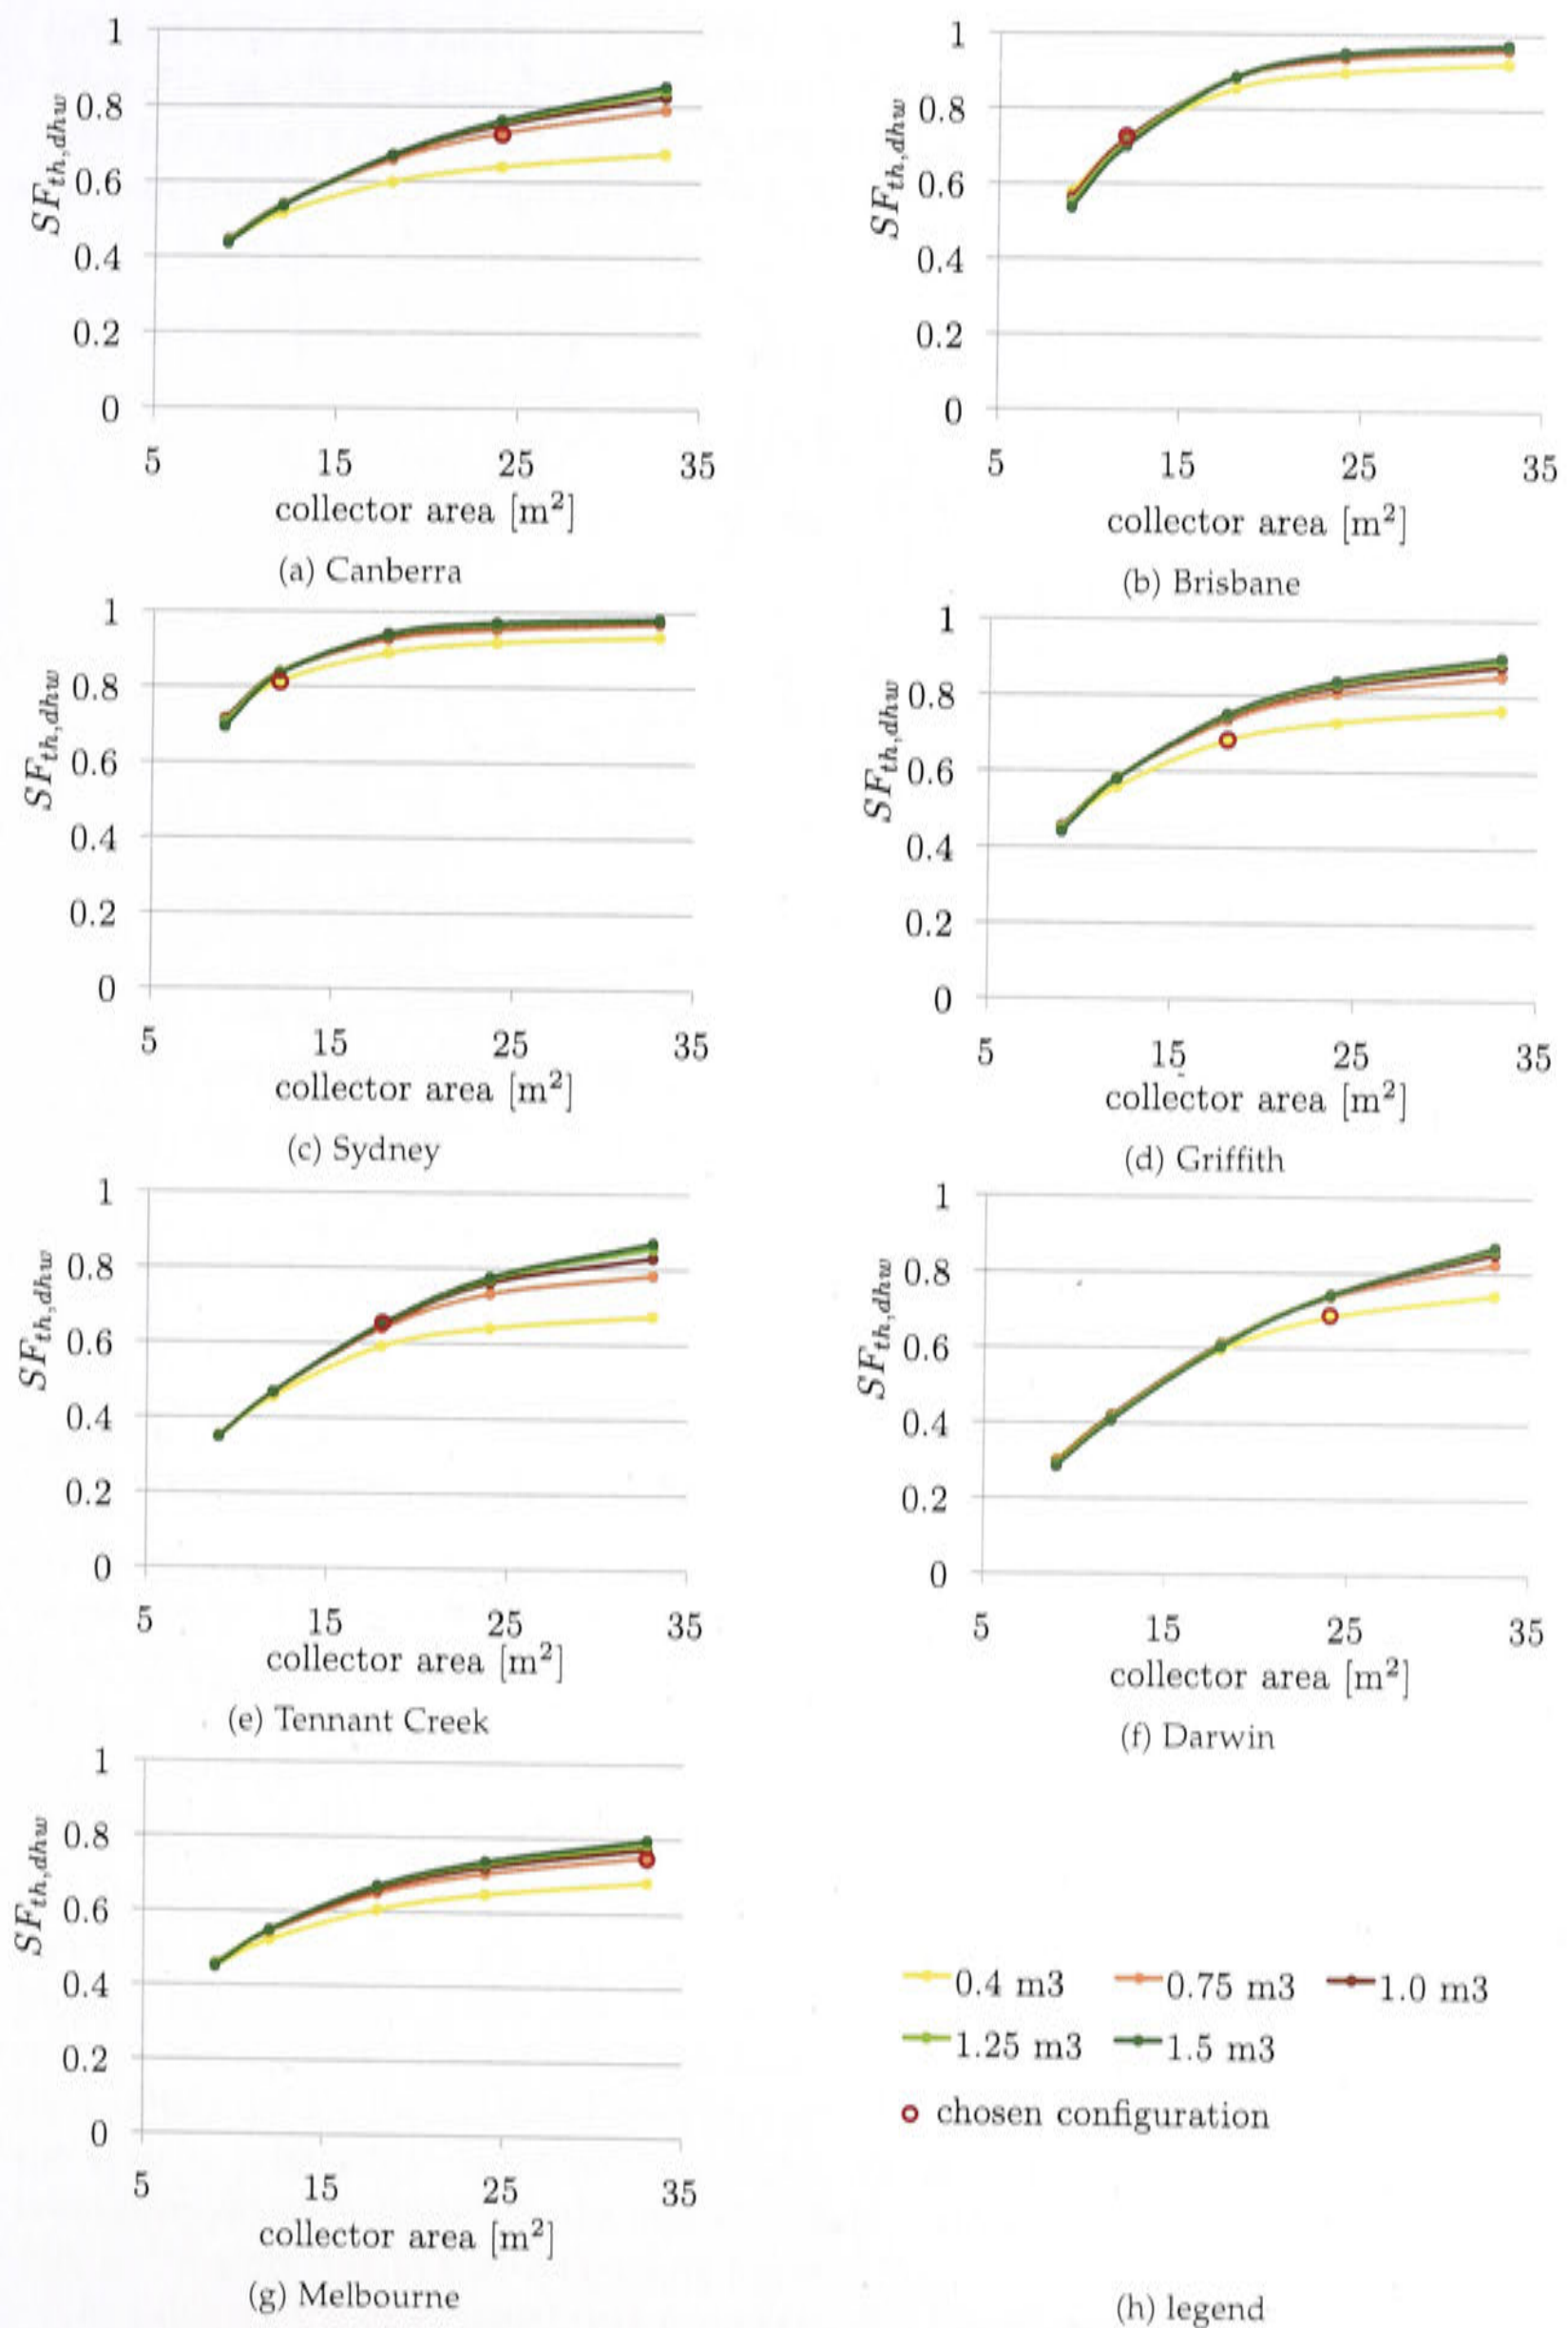 1
0.8
0.6
0.4
0.2
0
SF_th,dhw
5 15 25 35
collector area [m²]
(a) Canberra
1
0.8
0.6
0.4
0.2
0
SF_th,dhw
5 15 25 35
collector area [m²]
(b) Brisbane
1
0.8
0.6
0.4
0.2
0
SF_th,dhw
5 15 25 35
collector area [m²]
(c) Sydney
1
0.8
0.6
0.4
0.2
0
SF_th,dhw
5 15 25 35
collector area [m²]
(d) Griffith
1
0.8
0.6
0.4
0.2
0
SF_th,dhw
5 15 25 35
collector area [m²]
(e) Tennant Creek
1
0.8
0.6
0.4
0.2
0
SF_th,dhw
5 15 25 35
collector area [m²]
(f) Darwin
1
0.8
0.6
0.4
0.2
0
SF_th,dhw
5 15 25 35
collector area [m²]
(g) Melbourne
0.4 m3 0.75 m3 1.0 m3
1.25 m3 1.5 m3
chosen configuration
(h) legend